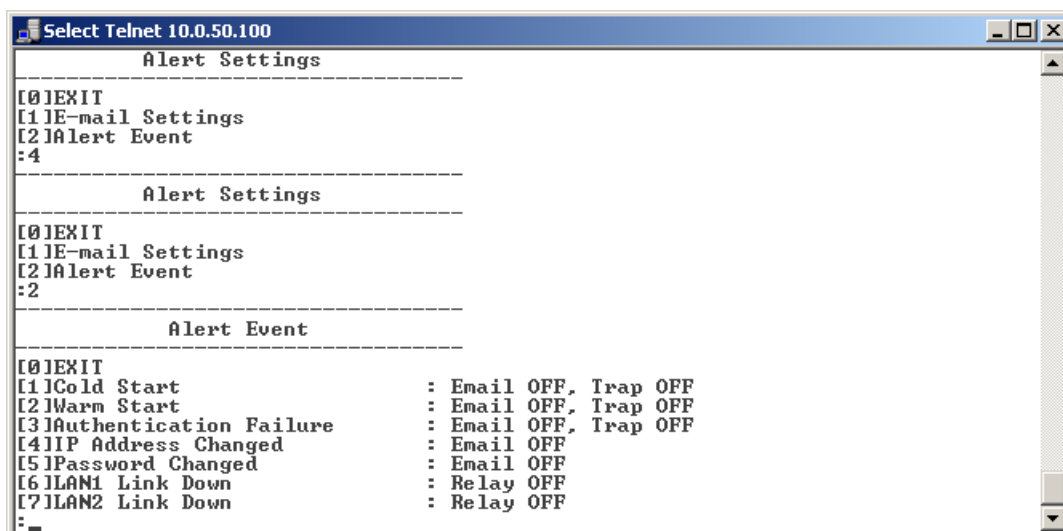 Select Telnet 10.0.50.100
Alert Settings
-----------------------------------
[0]EXIT
[1]E-mail Settings
[2]Alert Event
:4
-----------------------------------
Alert Settings
-----------------------------------
[0]EXIT
[1]E-mail Settings
[2]Alert Event
:2
-----------------------------------
Alert Event
-----------------------------------
[0]EXIT
[1]Cold Start : Email OFF, Trap OFF
[2]Warm Start : Email OFF, Trap OFF
[3]Authentication Failure : Email OFF, Trap OFF
[4]IP Address Changed : Email OFF
[5]Password Changed : Email OFF
[6]LAN1 Link Down : Relay OFF
[7]LAN2 Link Down : Relay OFF
:_